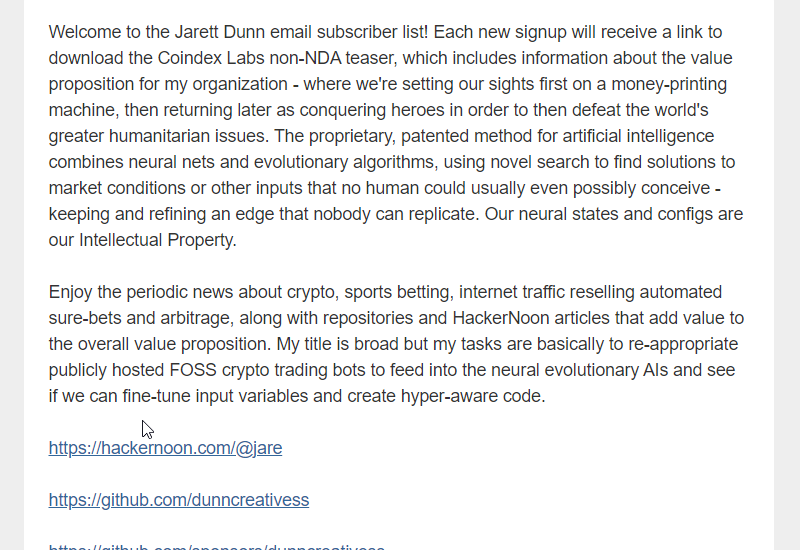 Welcome to the Jarett Dunn email subscriber list! Each new signup will receive a link to
download the Coindex Labs non-NDA teaser, which includes information about the value
proposition for my organization - where we're setting our sights first on a money-printing
machine, then returning later as conquering heroes in order to then defeat the world's
greater humanitarian issues. The proprietary, patented method for artificial intelligence
combines neural nets and evolutionary algorithms, using novel search to find solutions to
market conditions or other inputs that no human could usually even possibly conceive -
keeping and refining an edge that nobody can replicate. Our neural states and configs are
our Intellectual Property.
Enjoy the periodic news about crypto, sports betting, internet traffic reselling automated
sure-bets and arbitrage, along with repositories and HackerNoon articles that add value to
the overall value proposition. My title is broad but my tasks are basically to re-appropriate
publicly hosted FOSS crypto trading bots to feed into the neural evolutionary AIs and see
if we can fine-tune input variables and create hyper-aware code.
https://hackernoon.com/@jare
https://github.com/dunncreativess
https://github.com/sponsors/dunncreativess